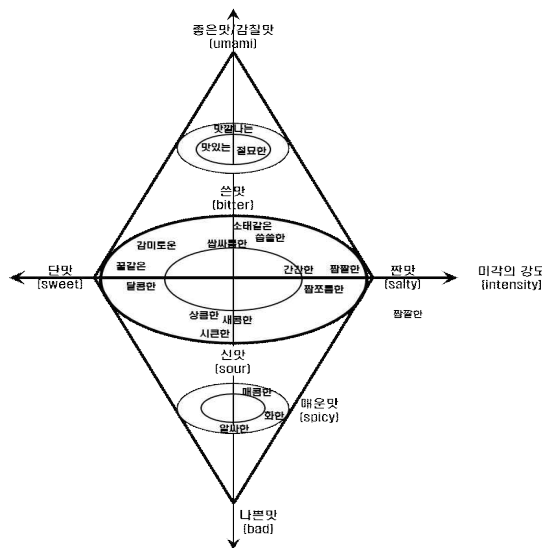 좋은맛/감칠맛
(umami)
맛깔나는
맛있는 절묘한
쓴맛
(bitter)
소태같은
감미로운 쌉싸름한 씁쓸한
꿀같은 간간한 짭짤한
단맛
(sweet)
짠맛
(salty)
미각의 강도
(intensity)
달콤한 짭쪼름한
상큼한 새콤한
짭짤한
시큰한
신맛
(sour)
매콤한
화한
매운맛
(spicy)
알싸한
나쁜맛
(bad)